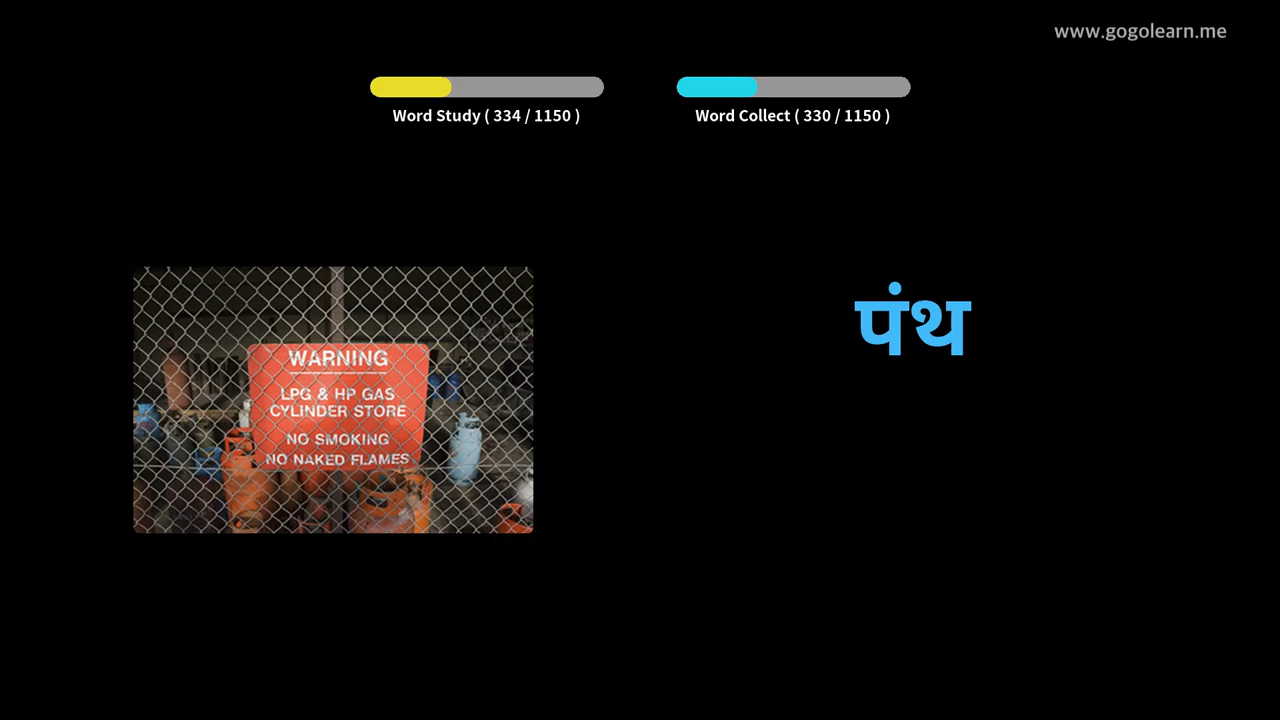 www.gogolearn.me
Word Study ( 334 / 1150 )
Word Collect ( 330 / 1150 )
पंथ
WARNING
LPG & HP GAS
CYLINDER STORE
NO SMOKING
NO NAKED FLAMES